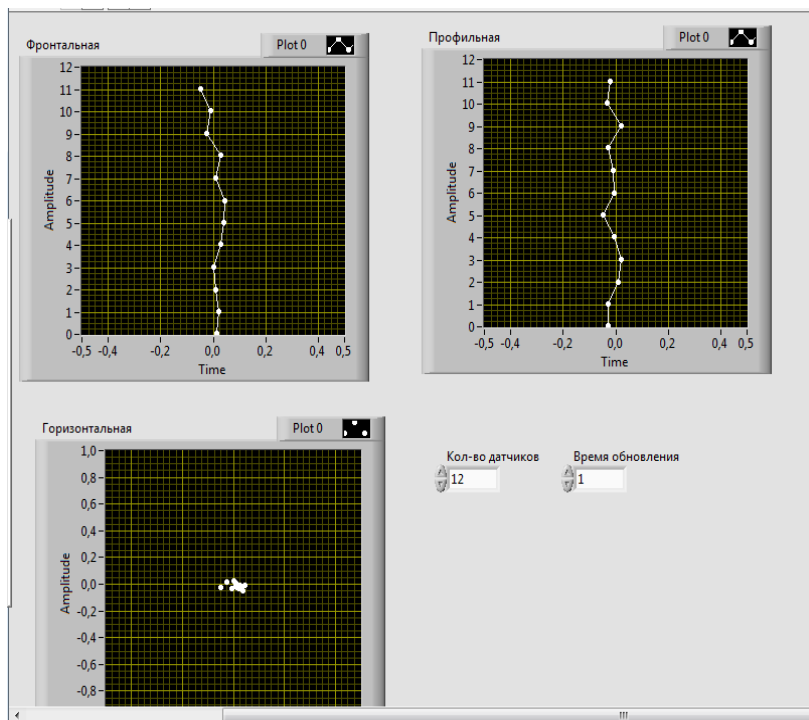 Фронтальная
Plot 0
Amplitude
12
11
10
9
8
7
6
5
4
3
2
1
0
-0,5 -0,4 -0,2 0,0 0,2 0,4 0,5
Time
Профильная
Plot 0
Amplitude
12
11
10
9
8
7
6
5
4
3
2
1
0
-0,5 -0,4 -0,2 0,0 0,2 0,4 0,5
Time
Горизонтальная
Plot 0
Amplitude
1,0
0,8
0,6
0,4
0,2
0,0
-0,2
-0,4
-0,6
-0,8
Кол-во датчиков
12
Время обновления
1